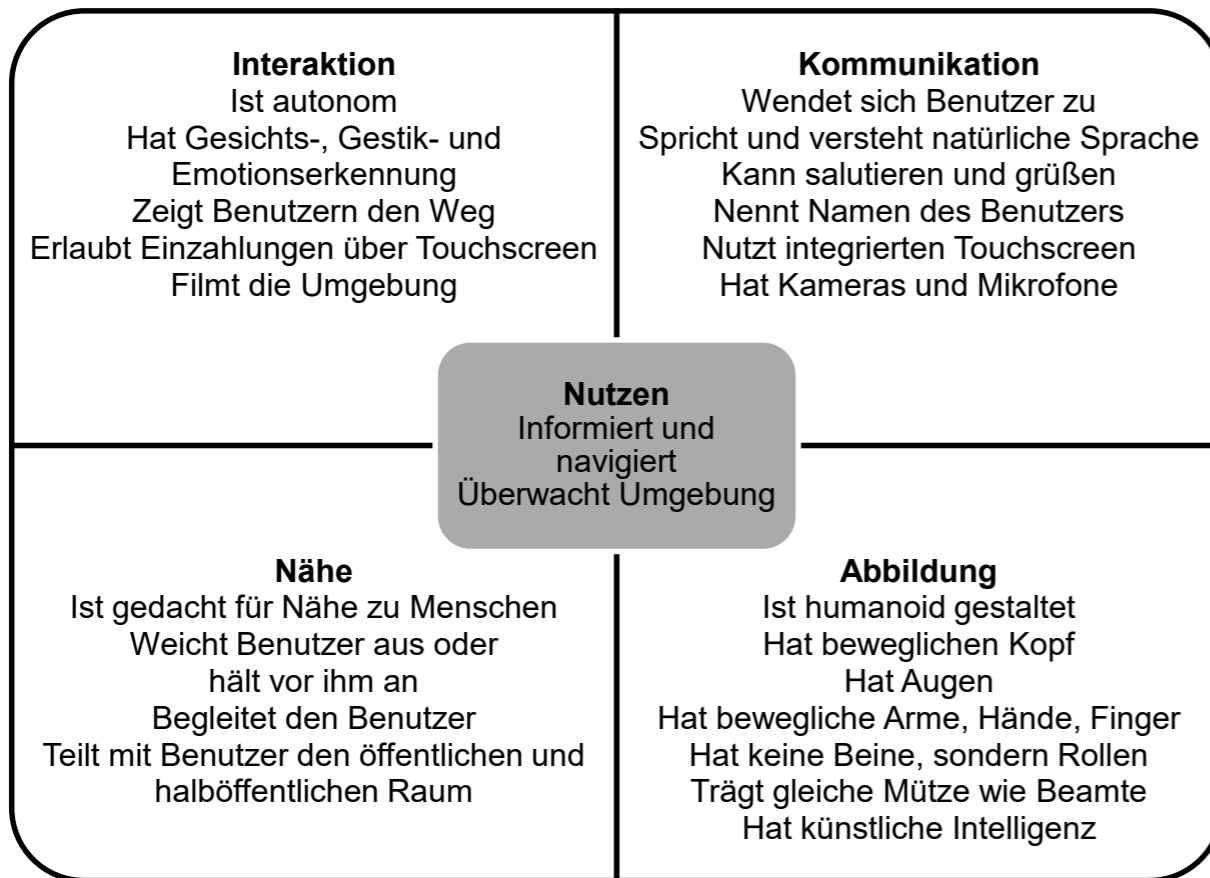 Interaktion
Ist autonom
Hat Gesichts-, Gestik- und
Emotionserkennung
Zeigt Benutzern den Weg
Erlaubt Einzahlungen über Touchscreen
Filmt die Umgebung
Kommunikation
Wendet sich Benutzer zu
Spricht und versteht natürliche Sprache
Kann salutieren und grüßen
Nennt Namen des Benutzers
Nutzt integrierten Touchscreen
Hat Kameras und Mikrofone
Nutzen
Informiert und
navigiert
Überwacht Umgebung
Nähe
Ist gedacht für Nähe zu Menschen
Weicht Benutzer aus oder
hält vor ihm an
Begleitet den Benutzer
Teilt mit Benutzer den öffentlichen und
halböffentlichen Raum
Abbildung
Ist humanoid gestaltet
Hat beweglichen Kopf
Hat Augen
Hat bewegliche Arme, Hände, Finger
Hat keine Beine, sondern Rollen
Trägt gleiche Mütze wie Beamte
Hat künstliche Intelligenz